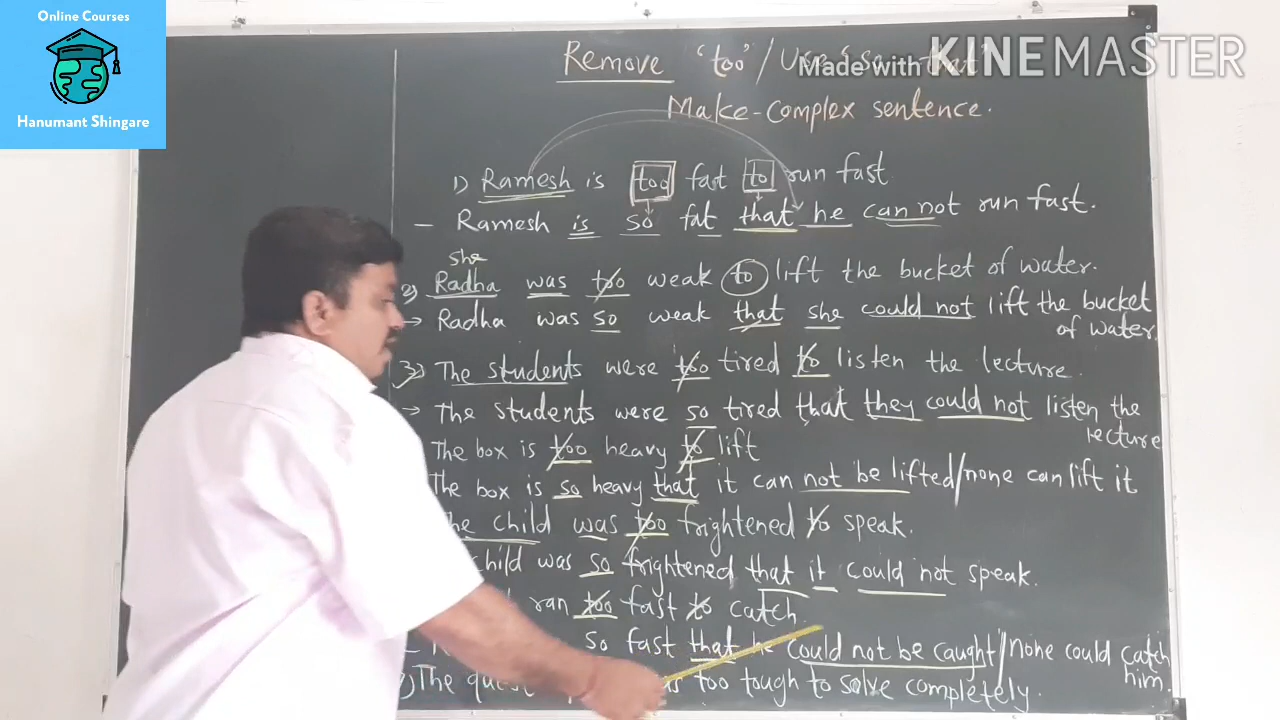 Online Courses
Hanumant Shingare
Made with KINEMASTER
Remove 'too' / Use 'so that'
Make-Complex sentence.
1) Ramesh is too fat to run fast
- Ramesh is so fat that he can not run fast.
she
2) Radha was too weak to lift the bucket of water.
→ Radha was so weak that she could not lift the bucket
of water.
3) The students were too tired to listen the lecture.
→ The students were so tired that they could not listen the
lecture
The box is too heavy to lift
The box is so heavy that it can not be lifted/none can lift it
The child was too frightened to speak.
child was so frightened that it could not speak.
ran too fast to catch.
so fast that he could not be caught/none could catch
him.
The quest too tough to solve completely.